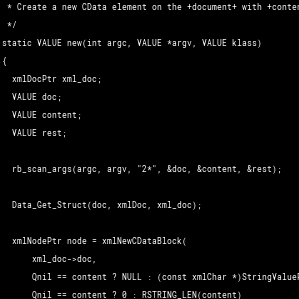 * Create a new CData element on the +document+ with
*/
static VALUE new(int argc, VALUE *argv, VALUE klass)
{
xmlDocPtr xml_doc;
VALUE doc;
VALUE content;
VALUE rest;
rb_scan_args(argc, argv, "2*", &doc, &content, &rest);
Data_Get_Struct(doc, xmlDoc, xml_doc);
xmlNodePtr node = xmlNewCDataBlock(
xml_doc->doc,
Qnil == content ? NULL : (const xmlChar *)
Qnil == content ? 0 : RSTRING_LEN(content)